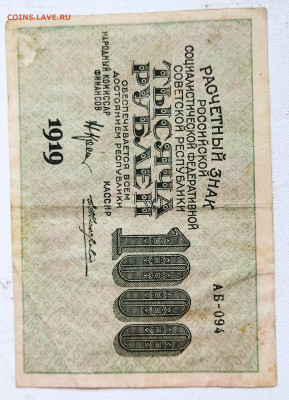 COINS.LAVE.RU
РАСЧЕТНЫЙ ЗНАК
РОССИЙСКОЙ
СОЦИАЛИСТИЧЕСКОЙ ФЕДЕРАТИВНОЙ
СОВЕТСКОЙ РЕСПУБЛИКИ
ТЫСЯЧА
РУБЛЕЙ
ОБЕСПЕЧИВАЕТСЯ ВСЕМ
ДОСТОЯНИЕМ РЕСПУБЛИКИ
НАРОДНЫЙ КОМИССАР
ФИНАНСОВ
КАССИР
1919
1000
АБ-094